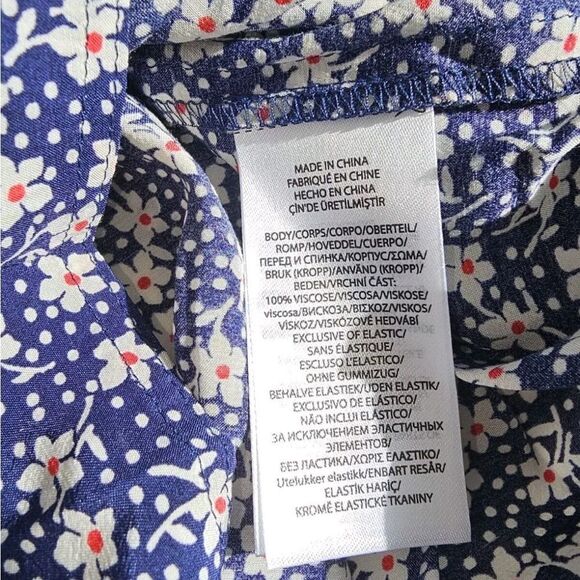 MADE IN CHINA
FABRIQUÉ EN CHINE
HECHO EN CHINA
ÇİN'DE ÜRETİLMİŞTİR
BODY/CORPS/CORPO/OBERTEIL/
ROMP/HOVEDDEL/CUERPO/
ПЕРЕД И СПИНКА/КОРПУС/ΣΩΜΑ/
BRUK (KROPP)/ANVÄND (KROPP)/
BEDEN/VRCHNÍ ČÁST:
100% VISCOSE/VISCOSA/VISKOSE/
viscosa/ВИСКОЗА/ΒΙΣΚΟΖ/VISKOS/
VISKOZ/VISKÓZOVÉ HEDVÁBÍ
EXCLUSIVE OF ELASTIC/
SANS ÉLASTIQUE/
ESCLUSO L'ELASTICO/
OHNE GUMMIZUG/
BEHALVE ELASTIEK/UDEN ELASTIK/
EXCLUSIVO DE ELÁSTICO/
NÃO INCLUI ELÁSTICO/
ЗА ИСКЛЮЧЕНИЕМ ЭЛАСТИЧНЫХ
ЭЛЕМЕНТОВ/
БЕЗ ЛАСТИКА/ΧΩΡΙΣ ΕΛΑΣΤΙΚΟ/
Utelukker elastikk/ENBART RESÅR/
ELASTİK HARİÇ/
KROMĚ ELASTICKÉ TKANINY